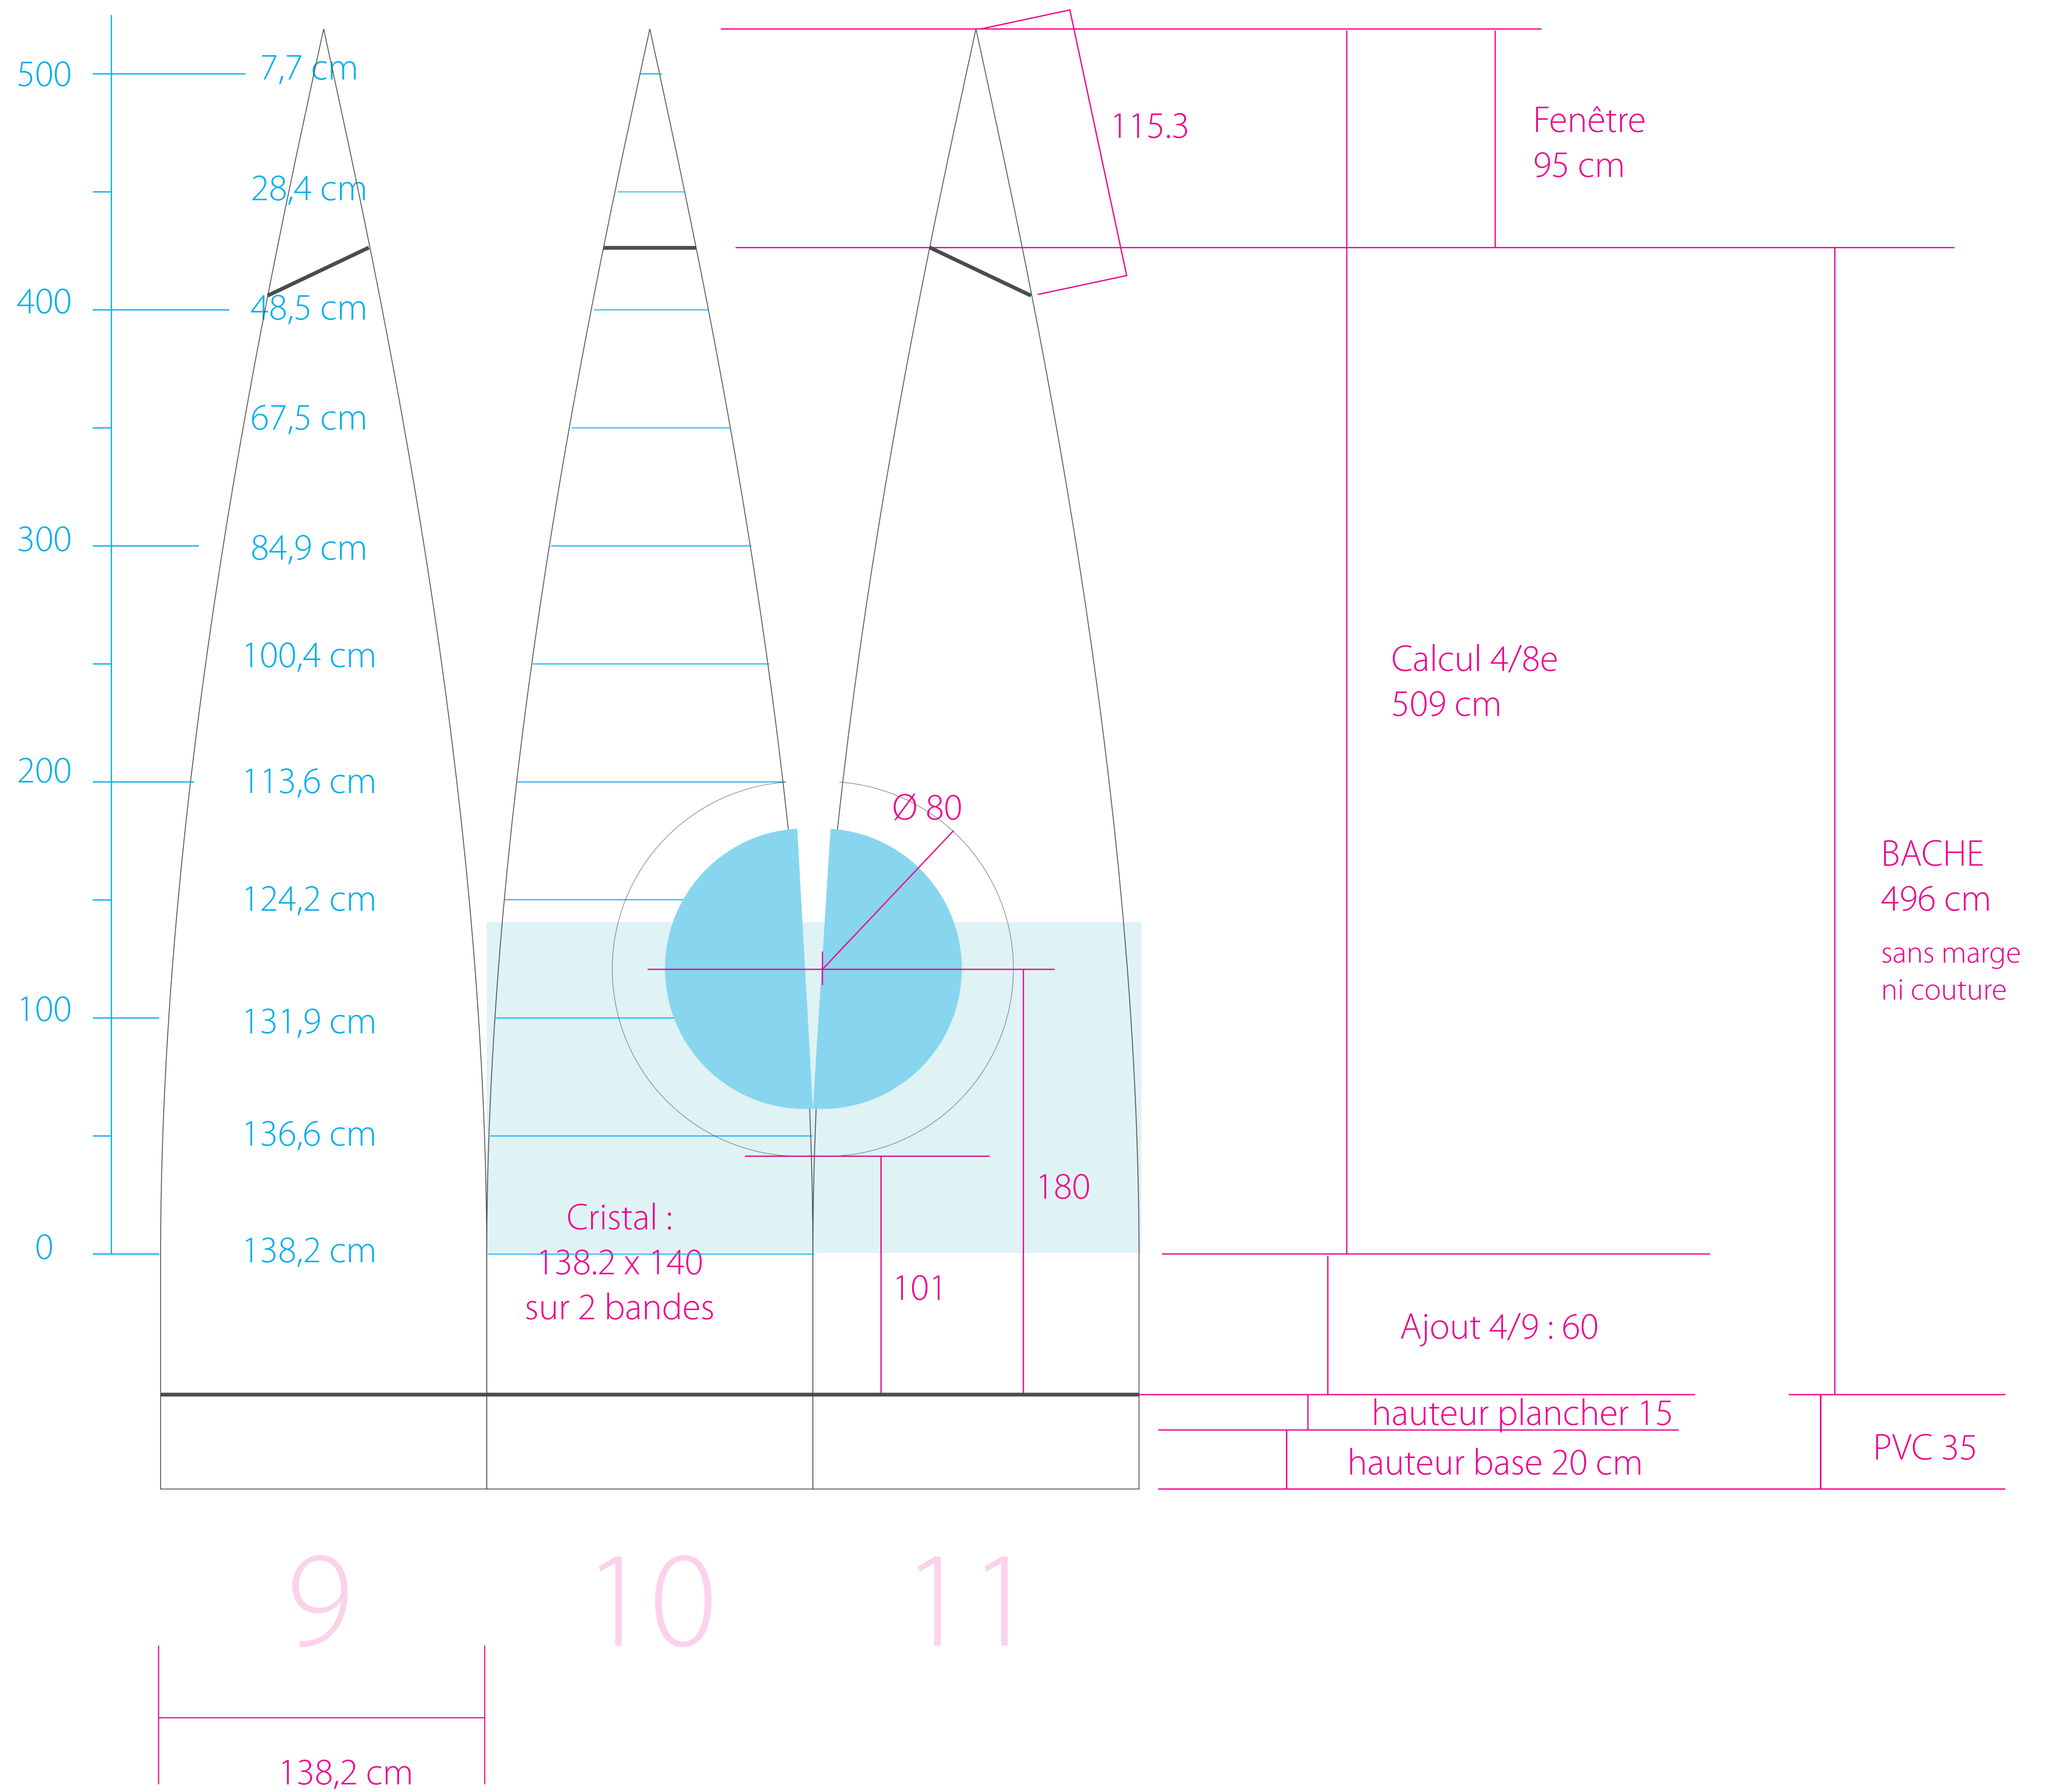 500
7,7 cm
28,4 cm
400
48,5 cm
67,5 cm
300
84,9 cm
100,4 cm
200
113,6 cm
124,2 cm
100
131,9 cm
136,6 cm
0
138,2 cm
115.3
Fenêtre
95 cm
Calcul 4/8e
509 cm
Ø 80
BACHE
496 cm
sans marge
ni couture
180
101
Cristal :
138.2 x 140
sur 2 bandes
Ajout 4/9 : 60
hauteur plancher 15
hauteur base 20 cm
PVC 35
9
10
11
138,2 cm